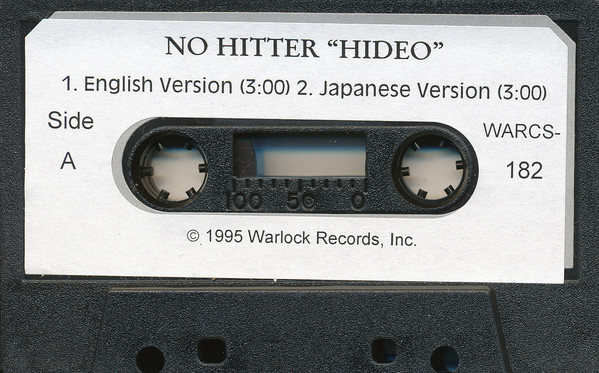 NO HITTER “HIDEO”
1. English Version (3:00) 2. Japanese Version (3:00)
Side
A
WARCS-
182
100 50 0
© 1995 Warlock Records, Inc.